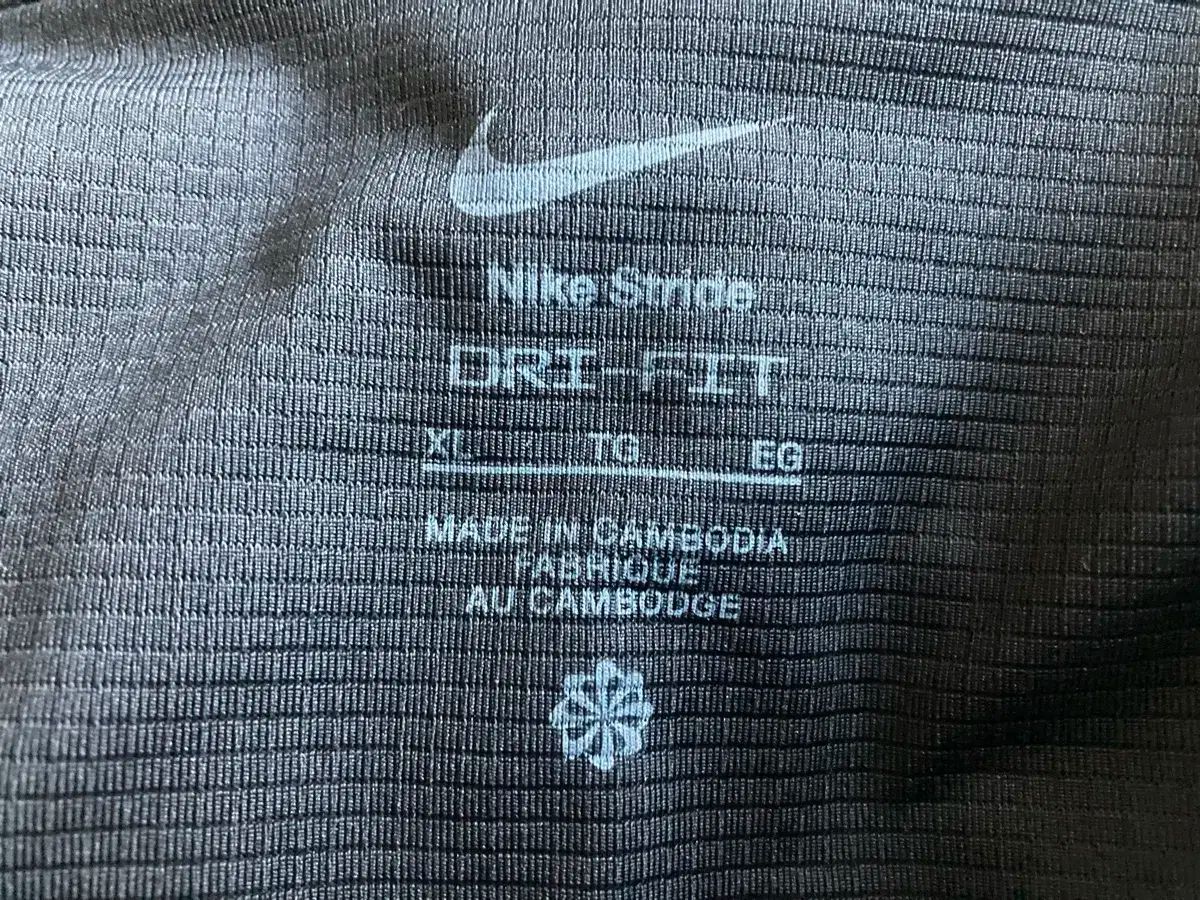 Nike Stride
DRI-FIT
XL TG EG
MADE IN CAMBODIA
FABRIQUE
AU CAMBODGE